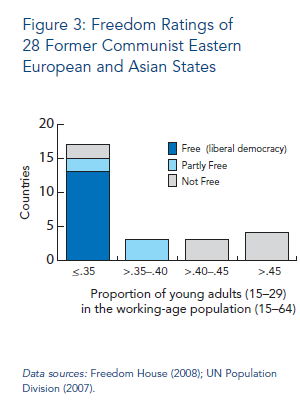 Figure 3: Freedom Ratings of
28 Former Communist Eastern
European and Asian States
20
15
10
5
0
Countries
Free (liberal democracy)
Partly Free
Not Free
≤.35
>.35–.40
>.40–.45
>.45
Proportion of young adults (15–29)
in the working-age population (15–64)
Data sources: Freedom House (2008); UN Population
Division (2007).